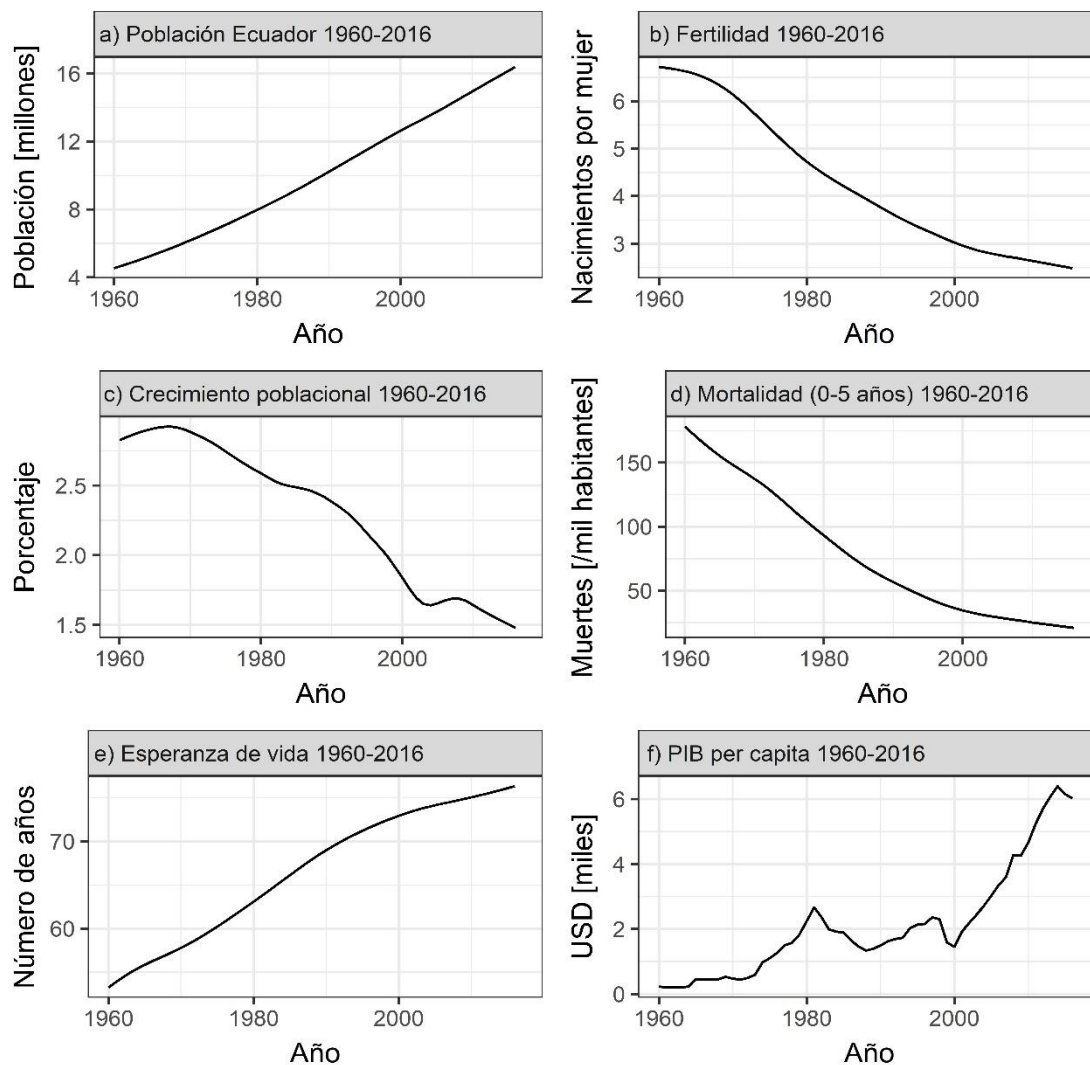 a) Población Ecuador 1960-2016
Población [millones]
16
12
8
4
1960 1980 2000
Año
b) Fertilidad 1960-2016
Nacimientos por mujer
6
5
4
3
1960 1980 2000
Año
c) Crecimiento poblacional 1960-2016
Porcentaje
2.5
2.0
1.5
1960 1980 2000
Año
d) Mortalidad (0-5 años) 1960-2016
Muertes [/mil habitantes]
150
100
50
1960 1980 2000
Año
e) Esperanza de vida 1960-2016
Número de años
70
60
1960 1980 2000
Año
f) PIB per capita 1960-2016
USD [miles]
6
4
2
0
1960 1980 2000
Año